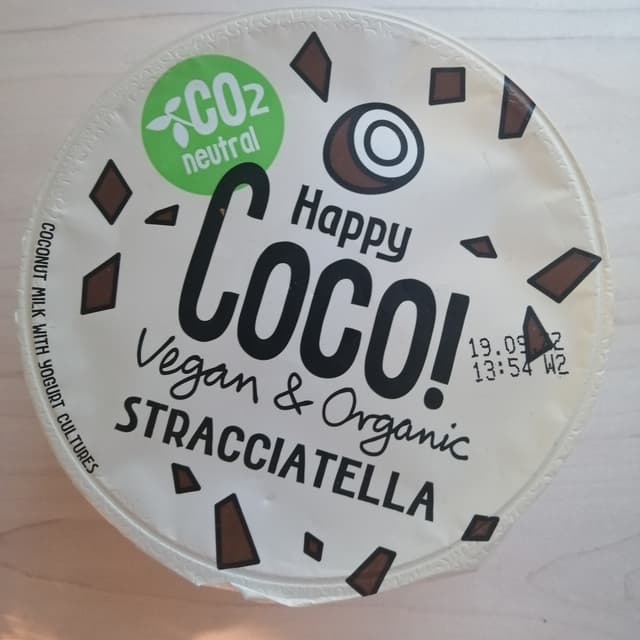 CO2
neutral
Happy
Coco!
Vegan & Organic
STRACCIATELLA
COCONUT MILK WITH YOGURT CULTURES
13:54 W2